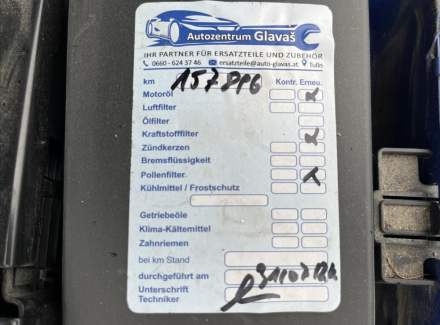 Autozentrum Glavaš
IHR PARTNER FÜR ERSATZTEILE UND ZUBEHÖR
0660 - 624 37 46 ersatzteile@auto-glavas.at Tulln
km Kontr. Erneu.
Motoröl
Luftfilter
Ölfilter
Kraftstofffilter
Zündkerzen
Bremsflüssigkeit
Pollenfilter
Kühlmittel / Frostschutz
Getriebeöle
Klima-Kältemittel
Zahnriemen
bei km Stand
durchgeführt am
Unterschrift
Techniker